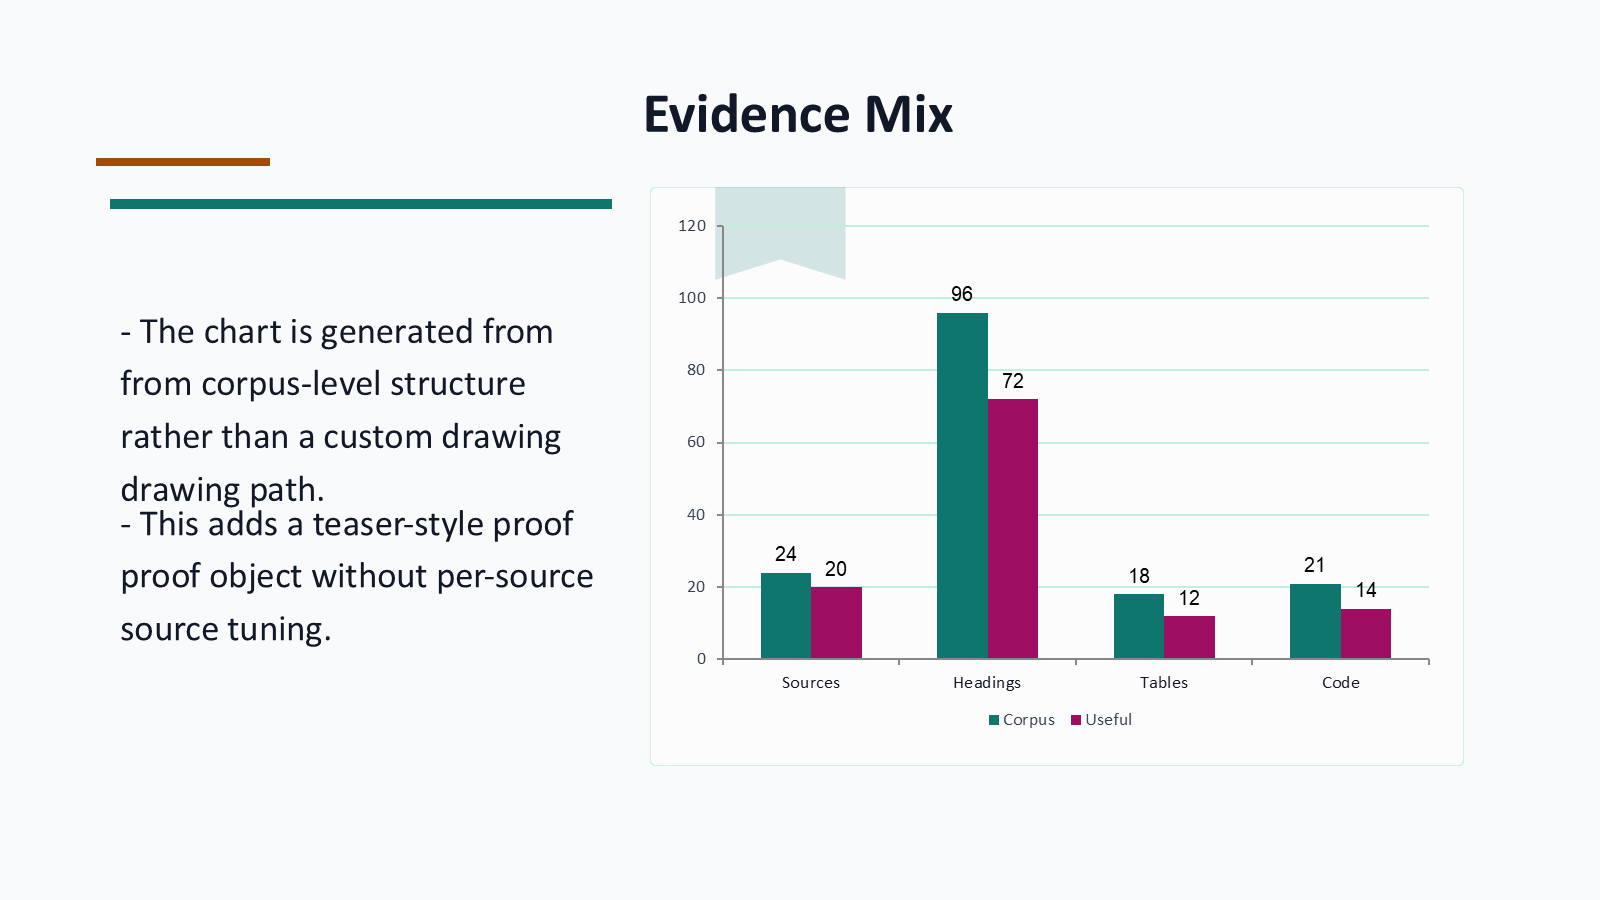 Evidence Mix
- The chart is generated from
from corpus-level structure
rather than a custom drawing
drawing path.
- This adds a teaser-style proof
proof object without per-source
source tuning.
120
100
80
60
40
20
0
24
20
96
72
18
12
21
14
Sources
Headings
Tables
Code
Corpus
Useful